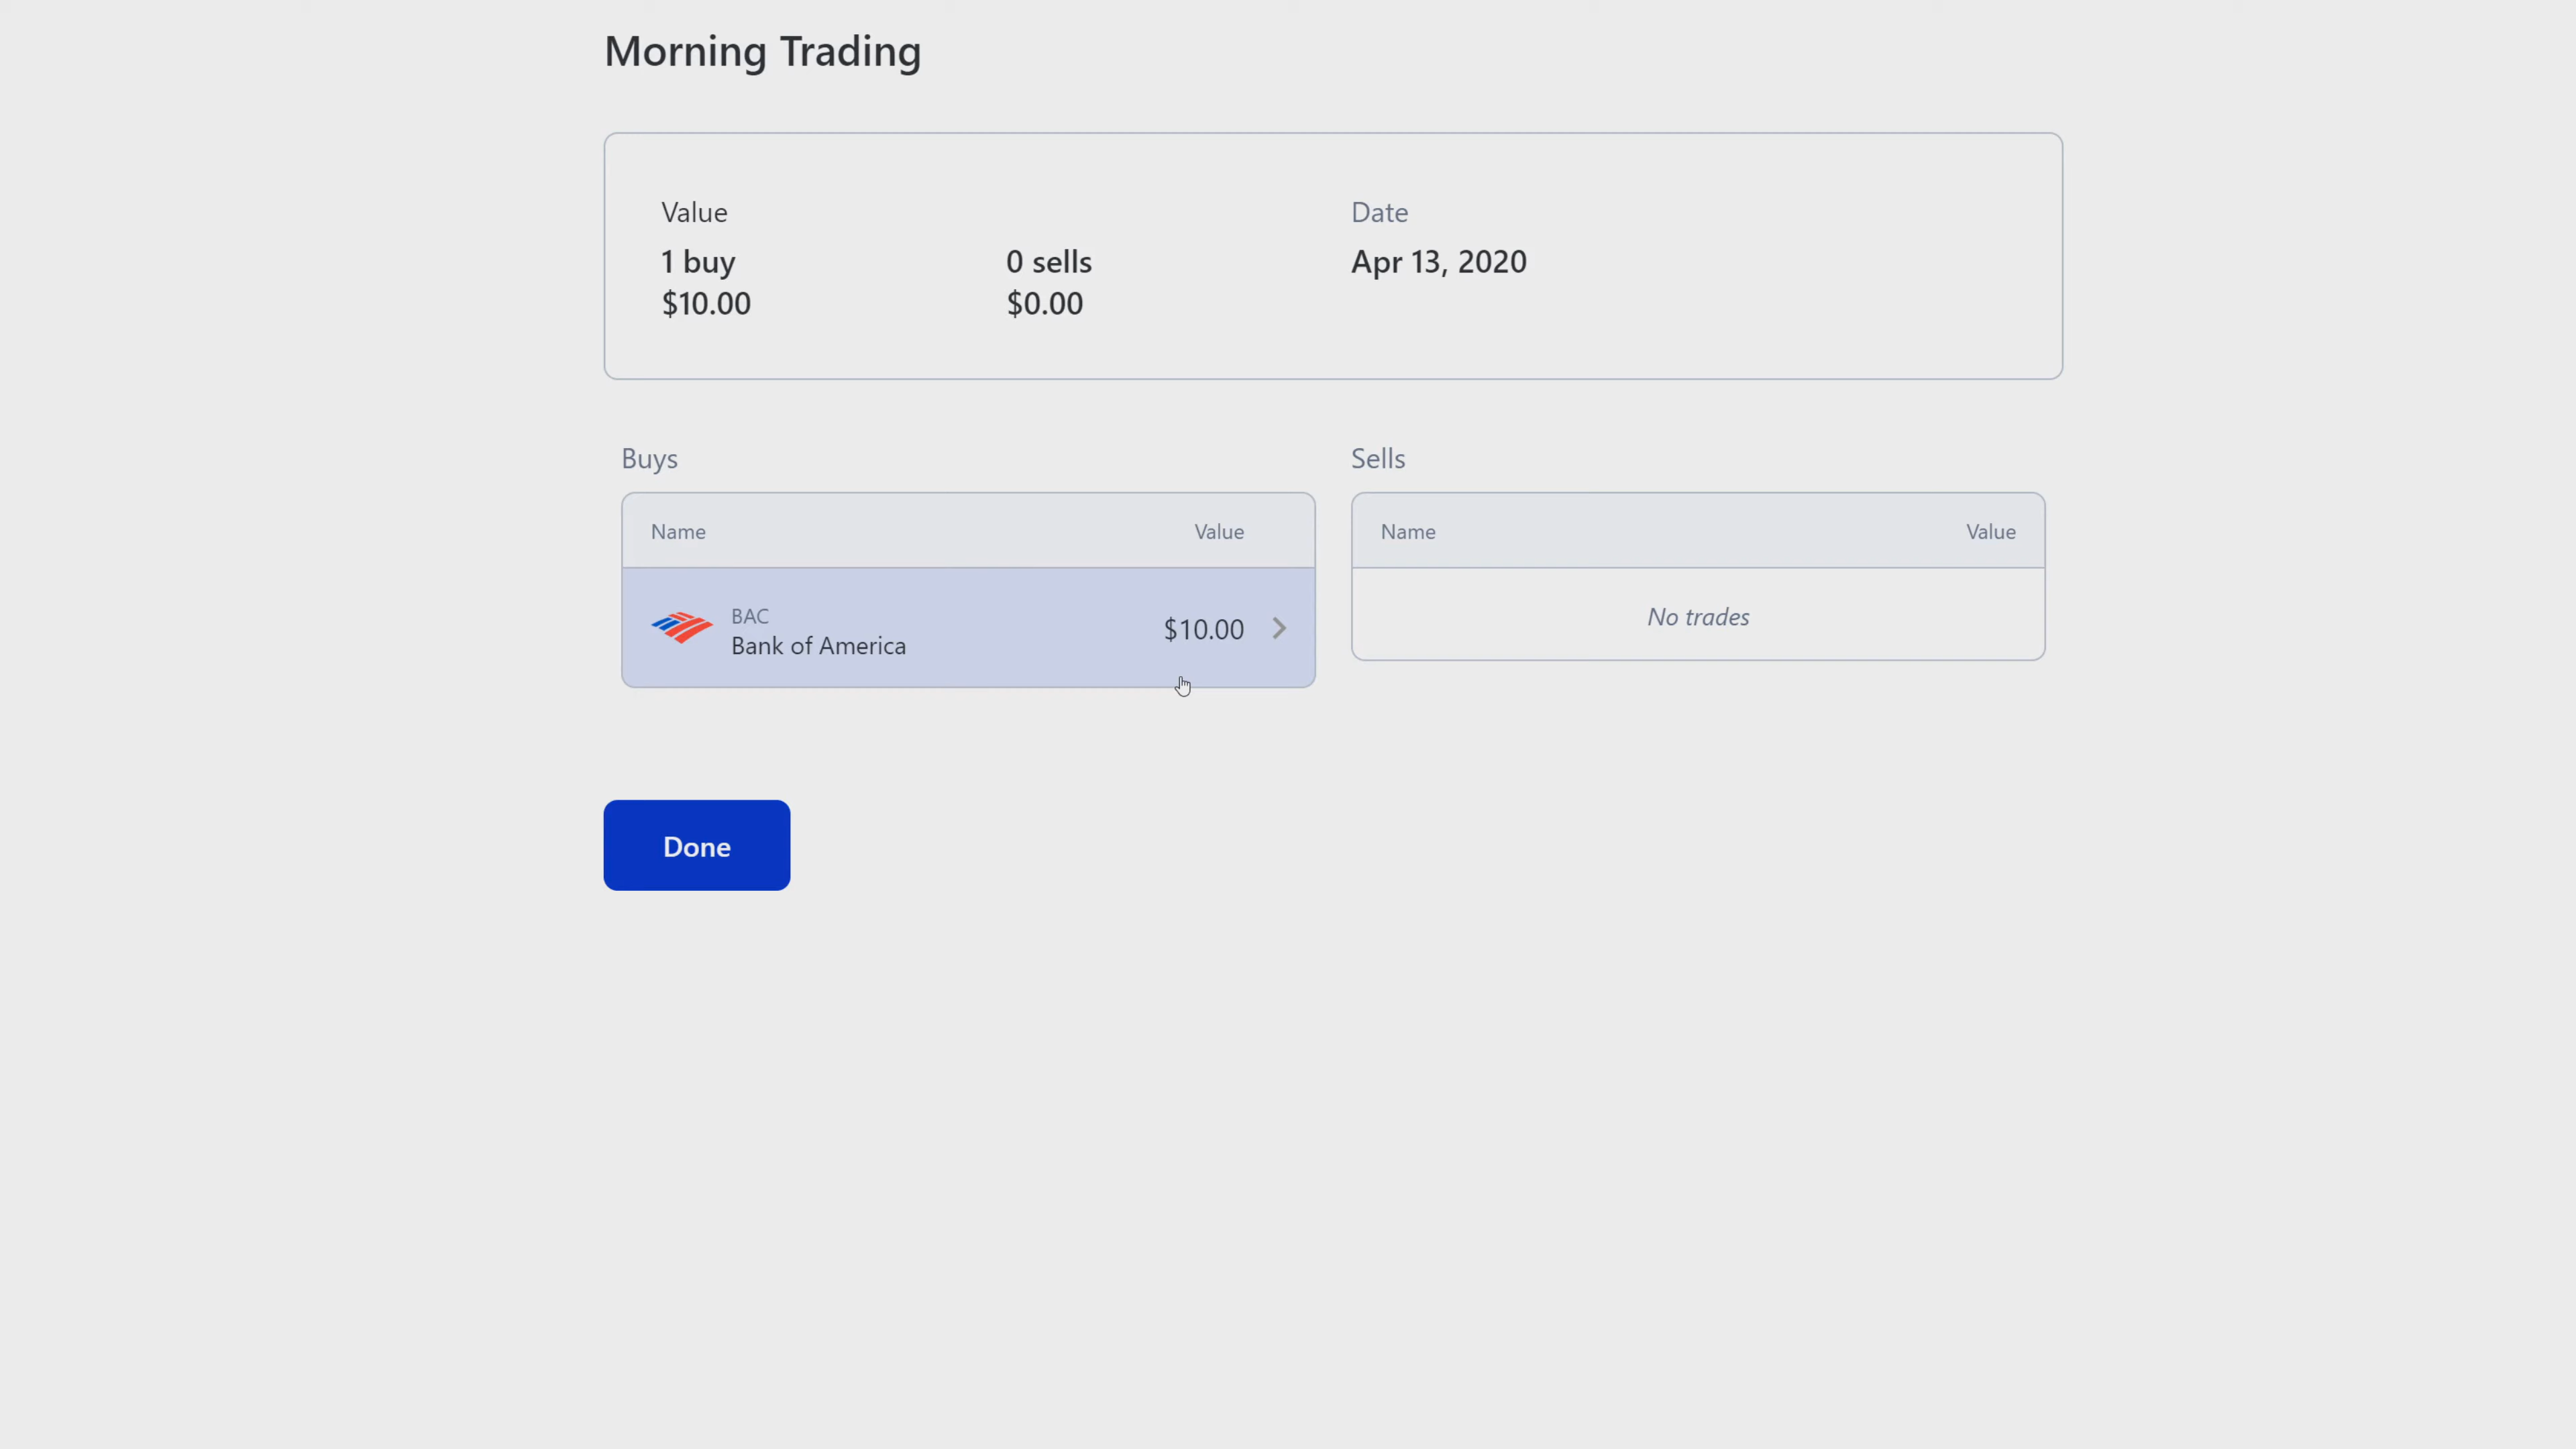 Morning Trading
Value
1 buy
$10.00
0 sells
$0.00
Date
Apr 13, 2020
Buys
Name Value
BAC
Bank of America
$10.00
Sells
Name Value
No trades
Done